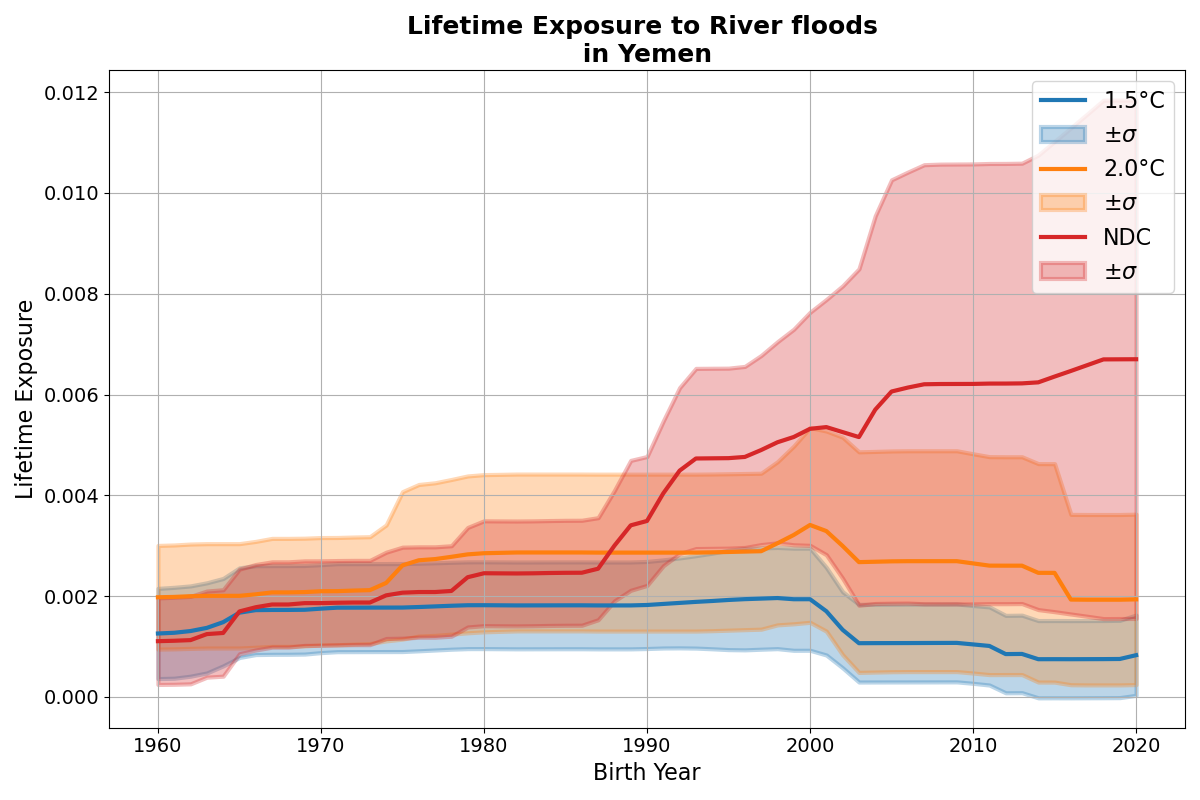 Lifetime Exposure to River floods
in Yemen
Lifetime Exposure
0.012
0.010
0.008
0.006
0.004
0.002
0.000
1.5°C
±σ
2.0°C
±σ
NDC
±σ
1960 1970 1980 1990 2000 2010 2020
Birth Year